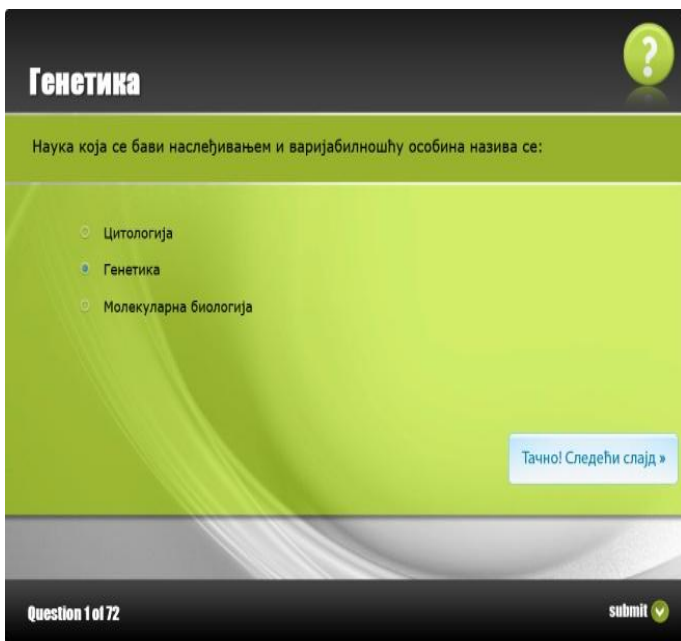 Генетика
?
Наука која се бави наслеђивањем и варијабилношћу особина назива се:
Цитологија
Генетика
Молекуларна биологија
Тачно! Следећи слајд »
Question 1 of 72
submit